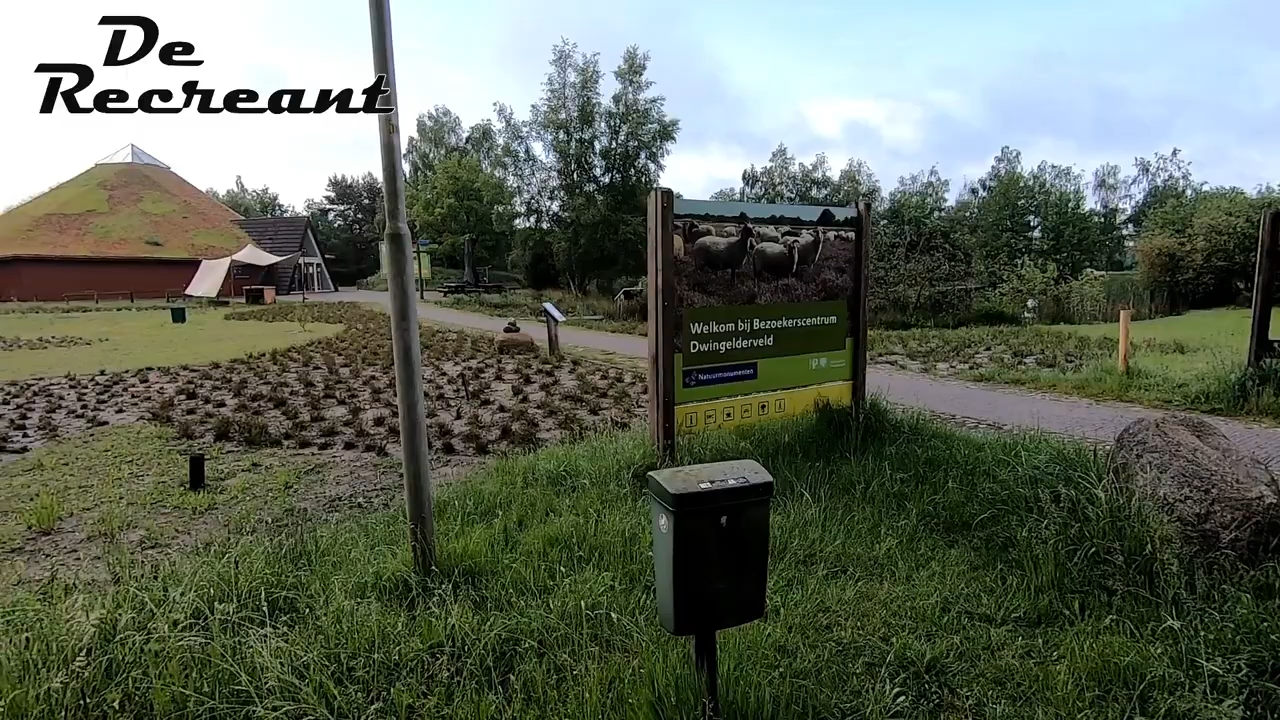 De
Recreant
Welkom bij Bezoekerscentrum
Dwingelderveld
Natuurmonumenten